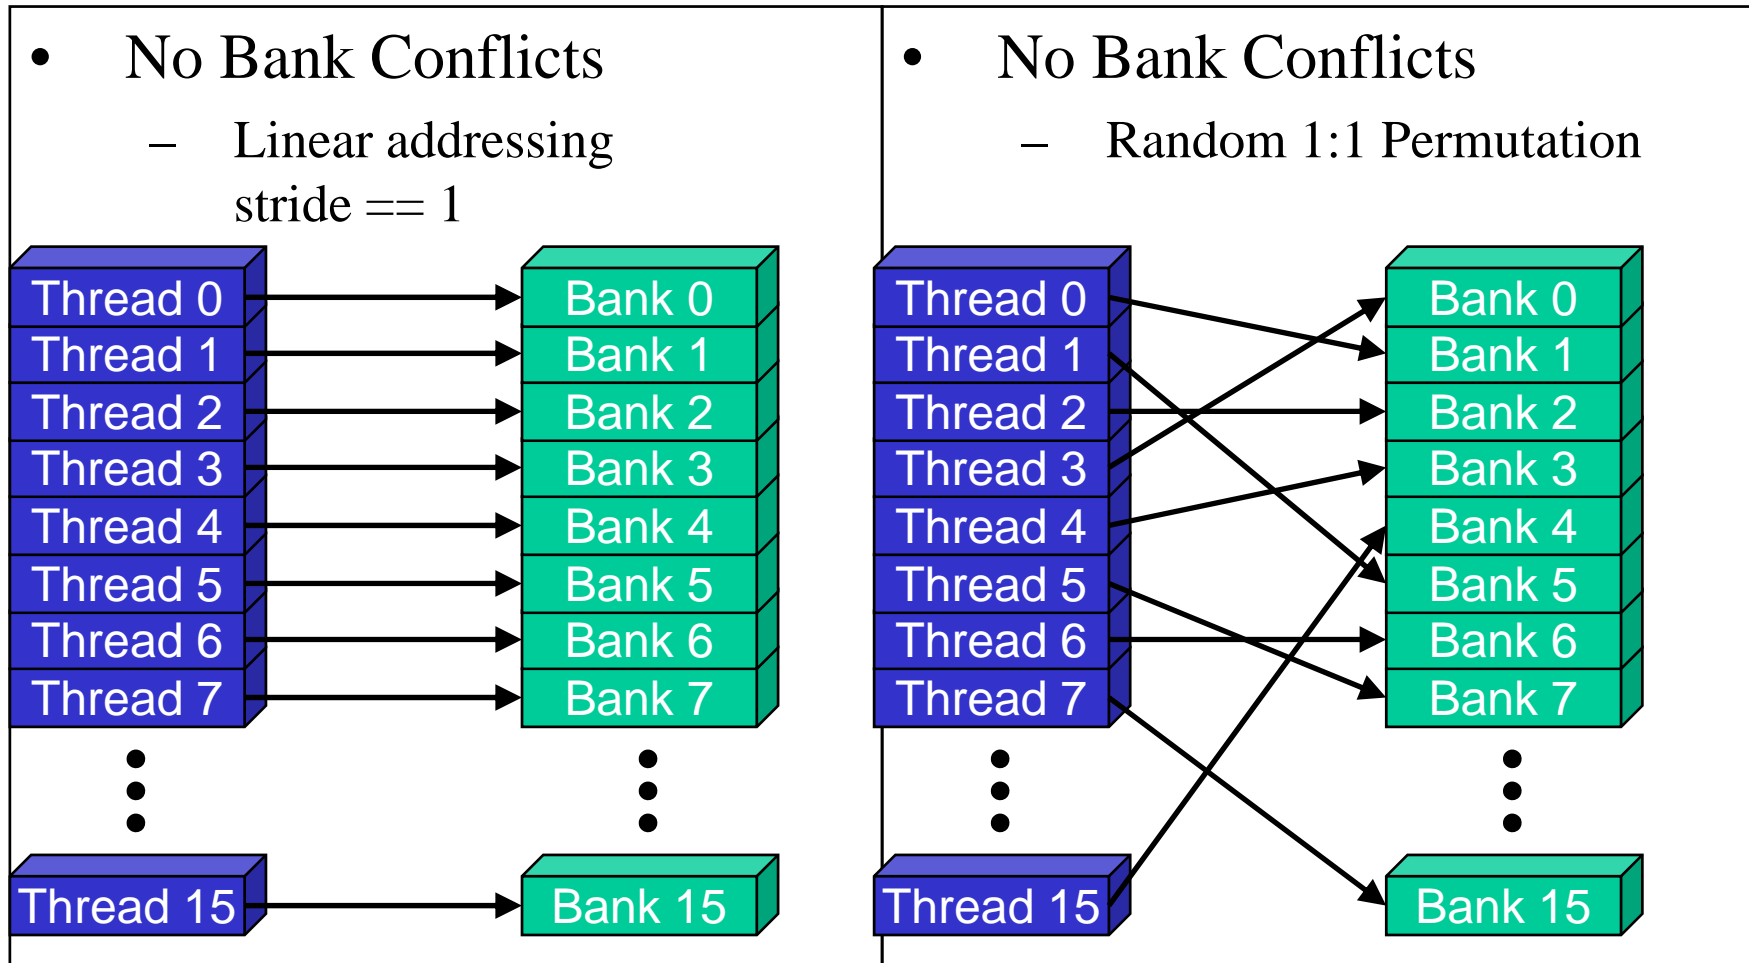 • No Bank Conflicts
– Linear addressing
stride == 1
Thread 0
Bank 0
Thread 1
Bank 1
Thread 2
Bank 2
Thread 3
Bank 3
Thread 4
Bank 4
Thread 5
Bank 5
Thread 6
Bank 6
Thread 7
Bank 7
Thread 15
Bank 15
• No Bank Conflicts
– Random 1:1 Permutation
Thread 0
Bank 0
Thread 1
Bank 1
Thread 2
Bank 2
Thread 3
Bank 3
Thread 4
Bank 4
Thread 5
Bank 5
Thread 6
Bank 6
Thread 7
Bank 7
Thread 15
Bank 15